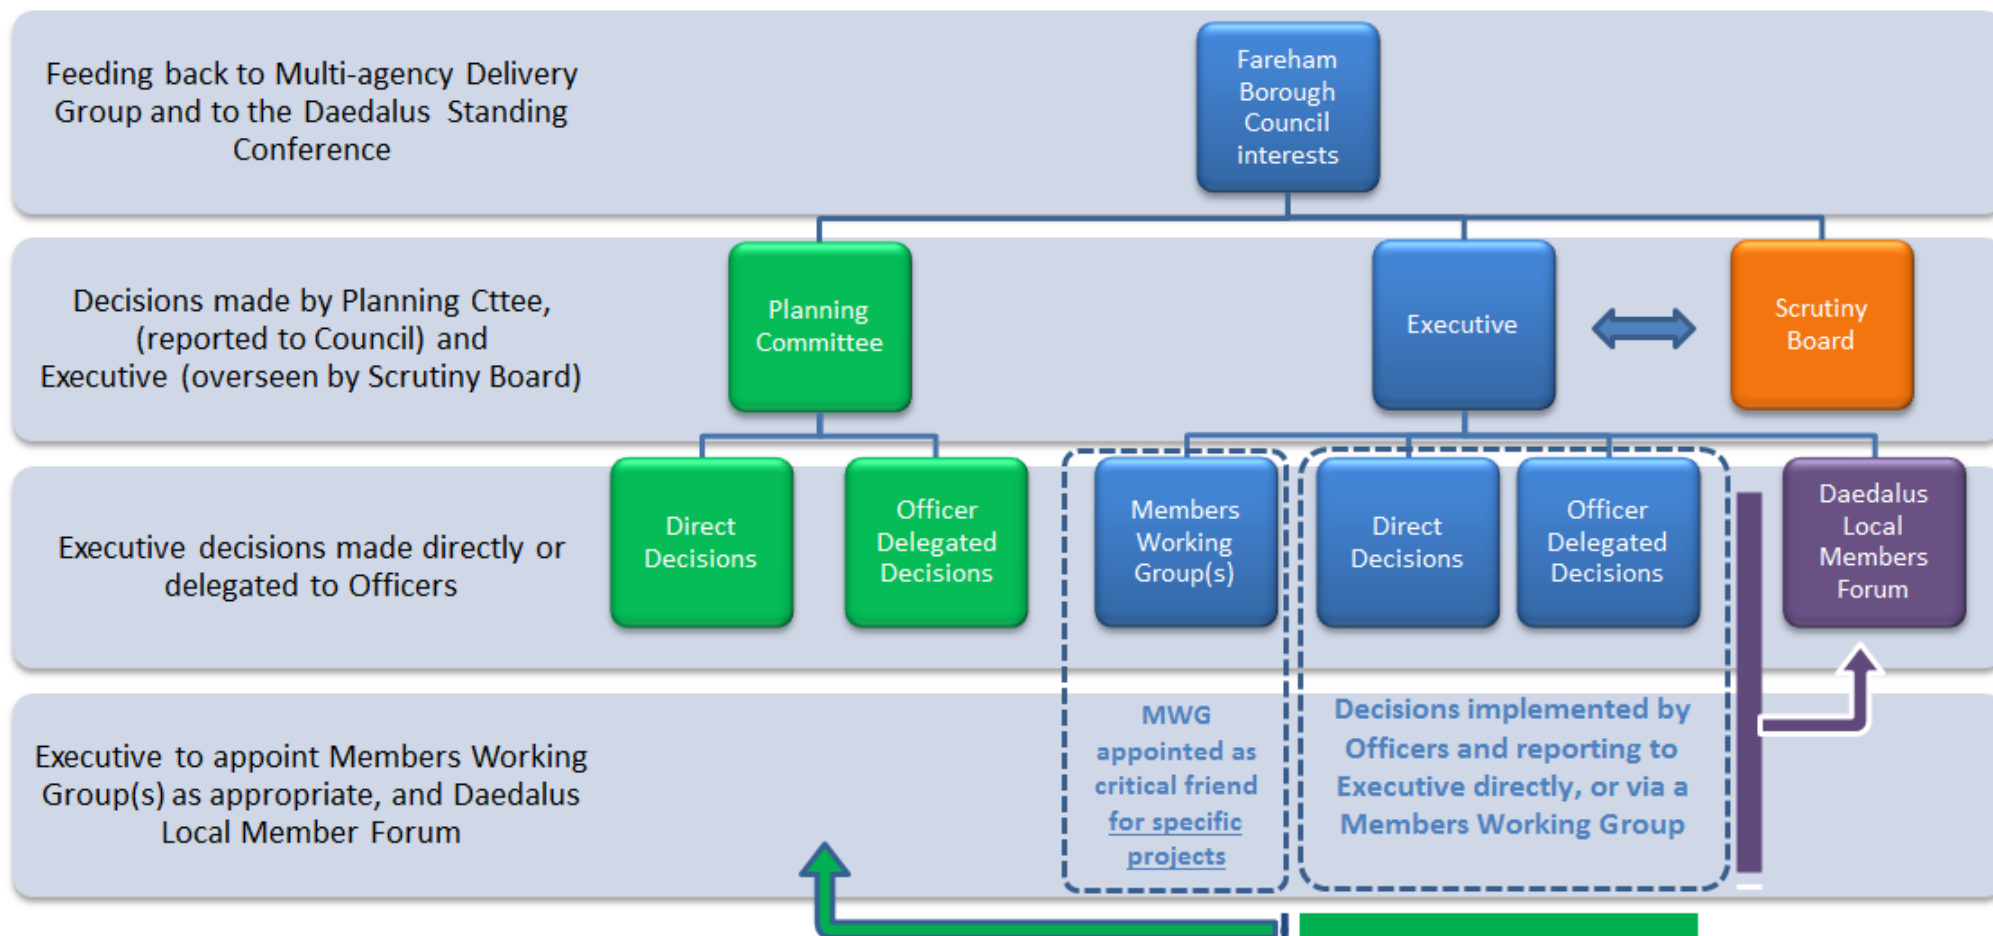 Feeding back to Multi-agency Delivery
Group and to the Daedalus Standing
Conference
Fareham
Borough
Council
interests
Decisions made by Planning Cttee,
(reported to Council) and
Executive (overseen by Scrutiny Board)
Planning
Committee
Executive
Scrutiny
Board
Executive decisions made directly or
delegated to Officers
Direct
Decisions
Officer
Delegated
Decisions
Members
Working
Group(s)
Direct
Decisions
Officer
Delegated
Decisions
Daedalus
Local
Members
Forum
Executive to appoint Members Working
Group(s) as appropriate, and Daedalus
Local Member Forum
MWG
appointed as
critical friend
for specific
projects
Decisions implemented by
Officers and reporting to
Executive directly, or via a
Members Working Group